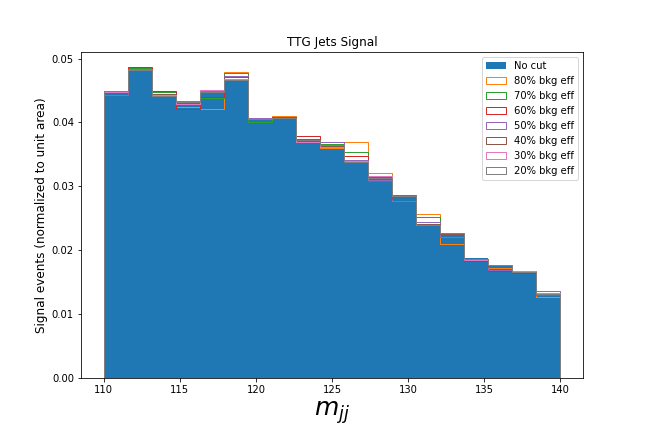 TTG Jets Signal
Signal events (normalized to unit area)
0.05
0.04
0.03
0.02
0.01
0.00
110
115
120
125
130
135
140
m_jj
No cut
80% bkg eff
70% bkg eff
60% bkg eff
50% bkg eff
40% bkg eff
30% bkg eff
20% bkg eff